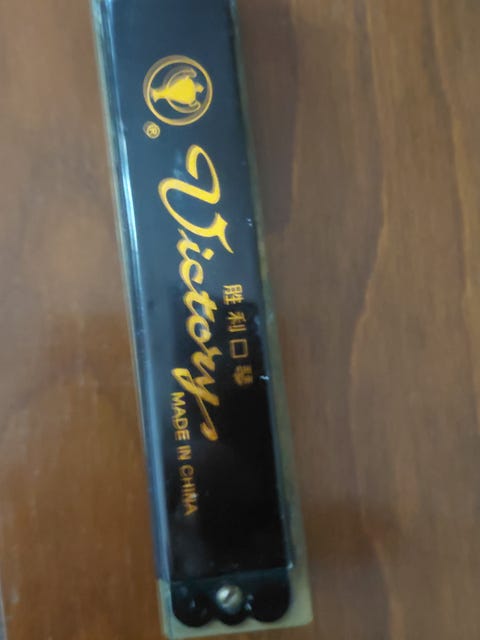 ®
胜利口琴
Victory
MADE IN CHINA